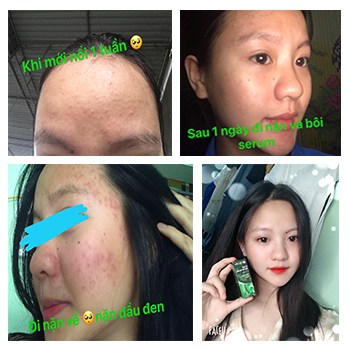 Khi mới nổi 1 tuần 🥺
Sau 1 ngày đi nặn và bôi
serum
Đi nặn về 🥺 nặn đầu đen